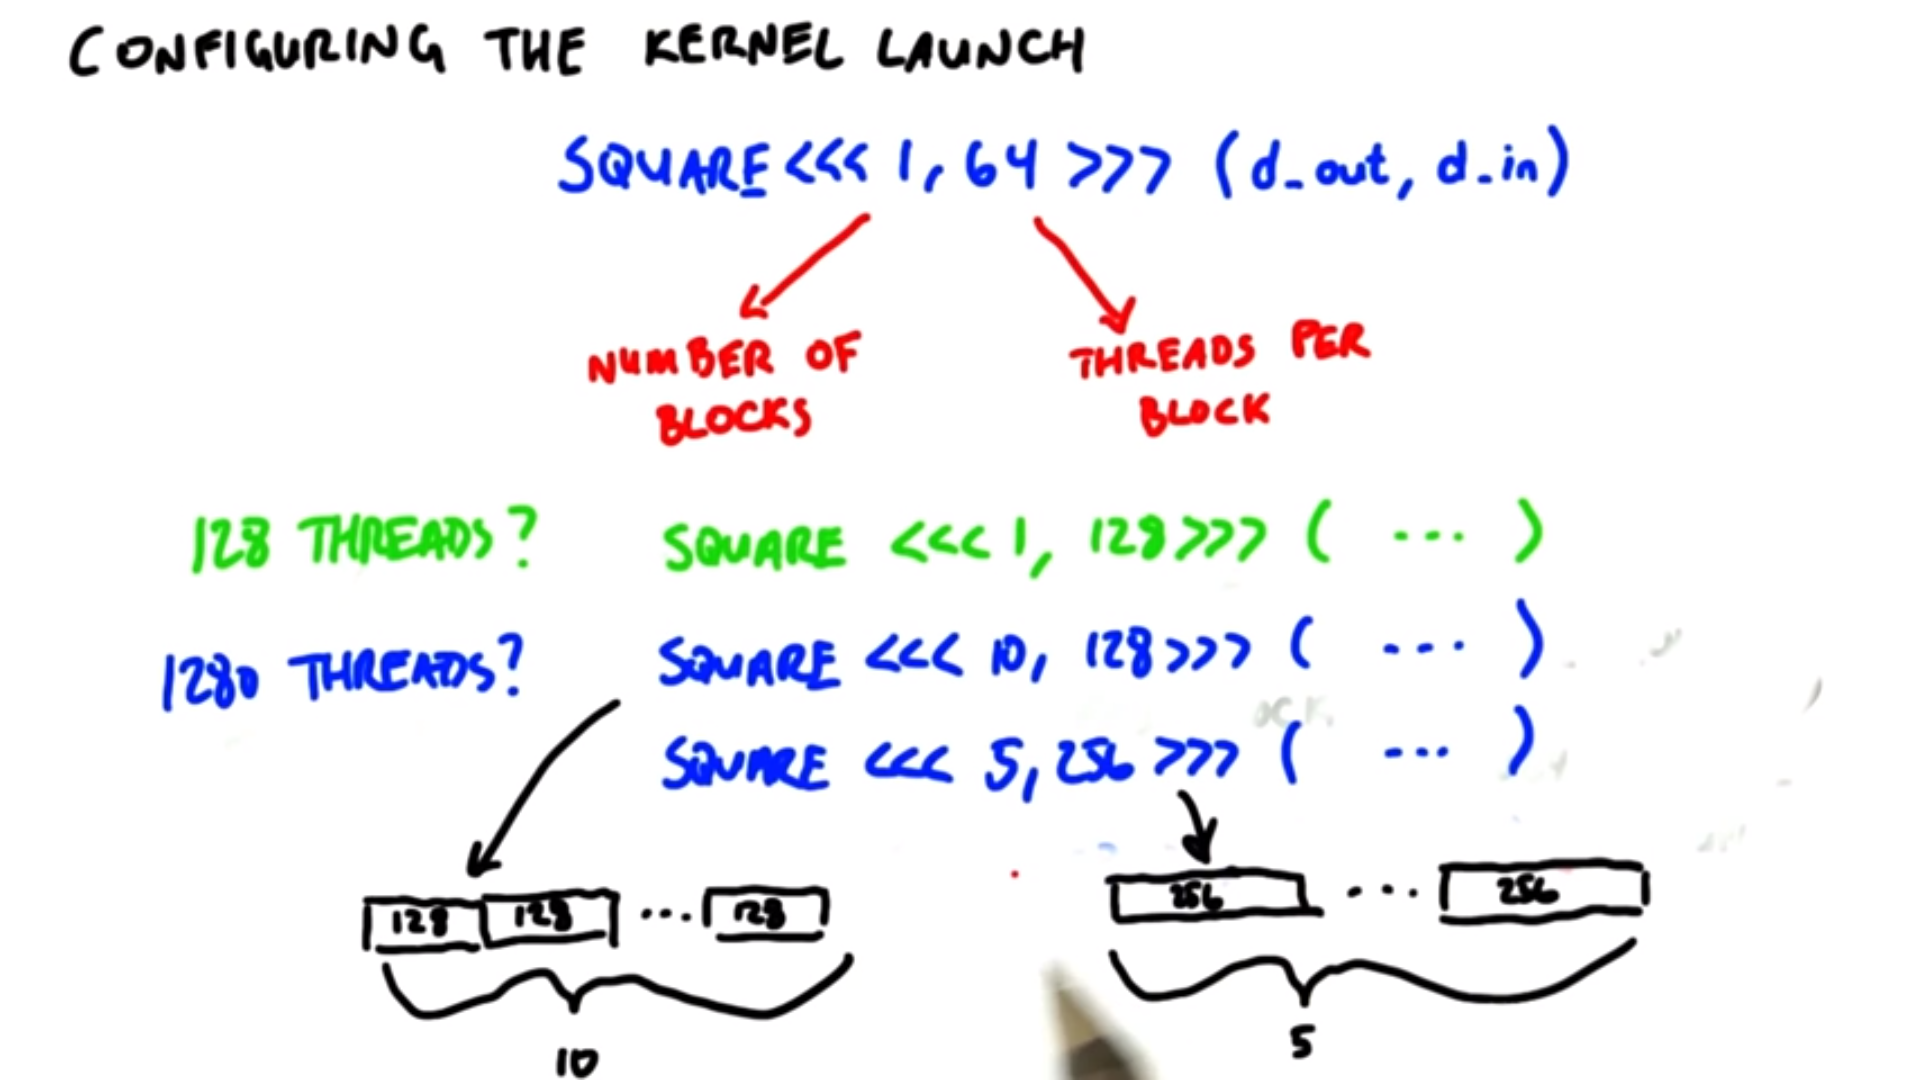 CONFIGURING THE KERNEL LAUNCH
SQUARE <<< 1, 64 >>> (d_out, d_in)
NUMBER OF
BLOCKS
THREADS PER
BLOCK
128 THREADS? SQUARE <<< 1, 128 >>> ( ... )
1280 THREADS? SQUARE <<< 10, 128 >>> ( ... )
SQUARE <<< 5, 256 >>> ( ... )
128 128 ... 128
256 ... 256
10
5